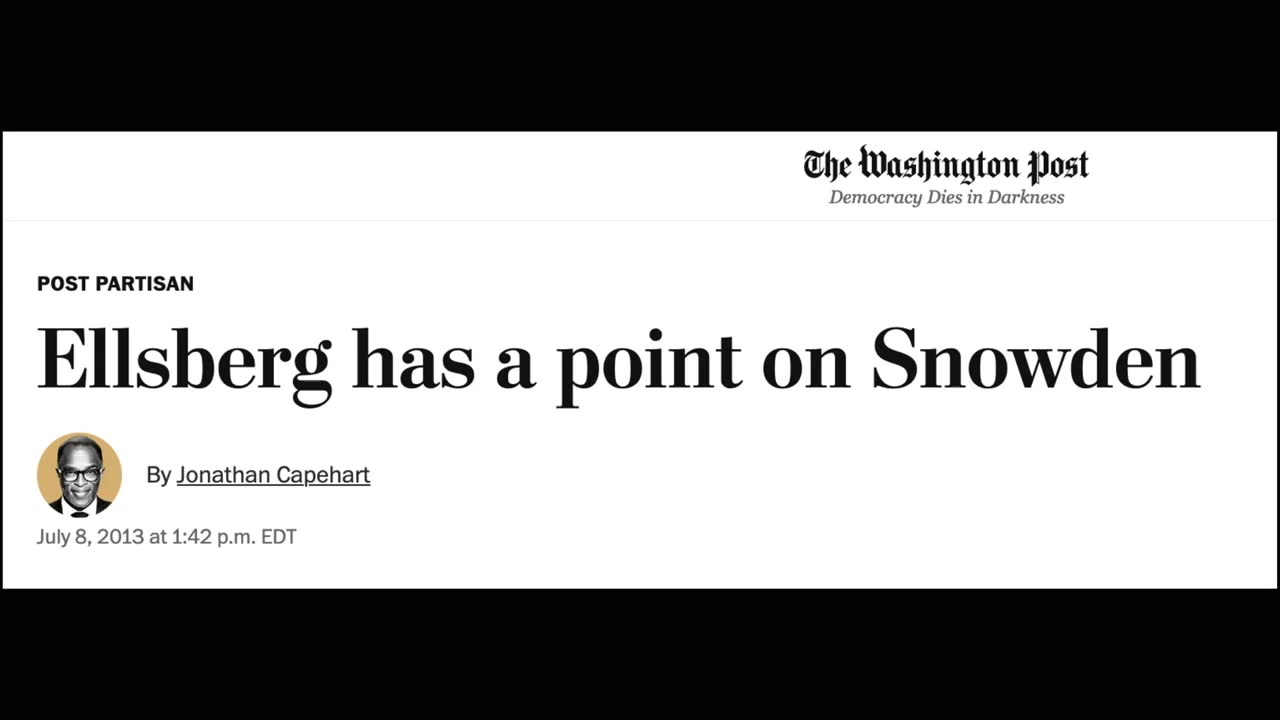 The Washington Post
Democracy Dies in Darkness
POST PARTISAN
Ellsberg has a point on Snowden
By Jonathan Capehart
July 8, 2013 at 1:42 p.m. EDT